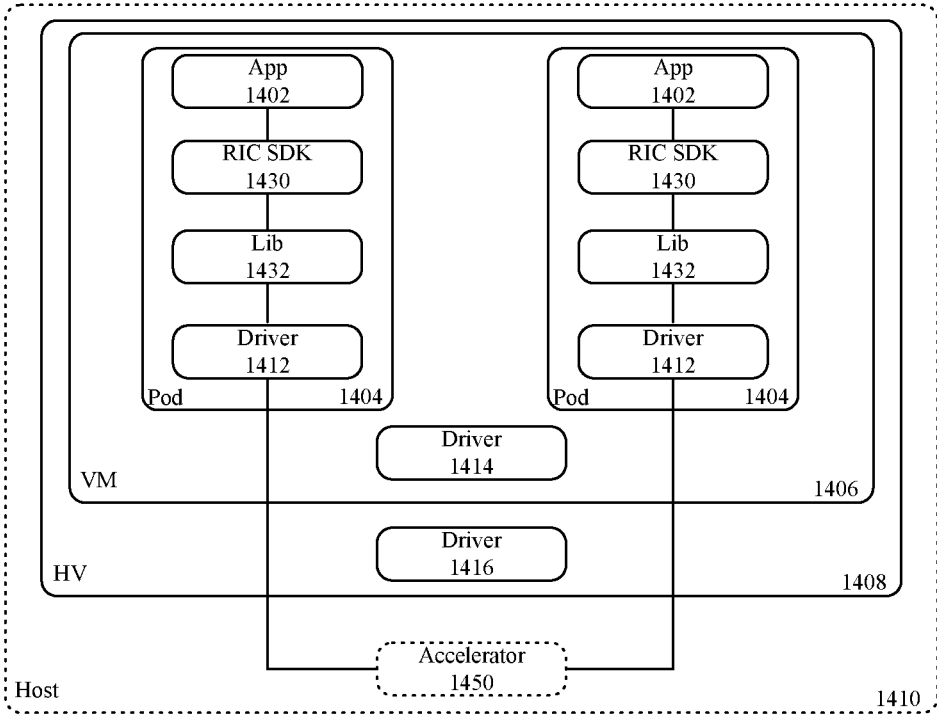 App
1402
RIC SDK
1430
Lib
1432
Driver
1412
Pod
1404
App
1402
RIC SDK
1430
Lib
1432
Driver
1412
Pod
1404
Driver
1414
VM
1406
Driver
1416
HV
1408
Accelerator
1450
Host
1410